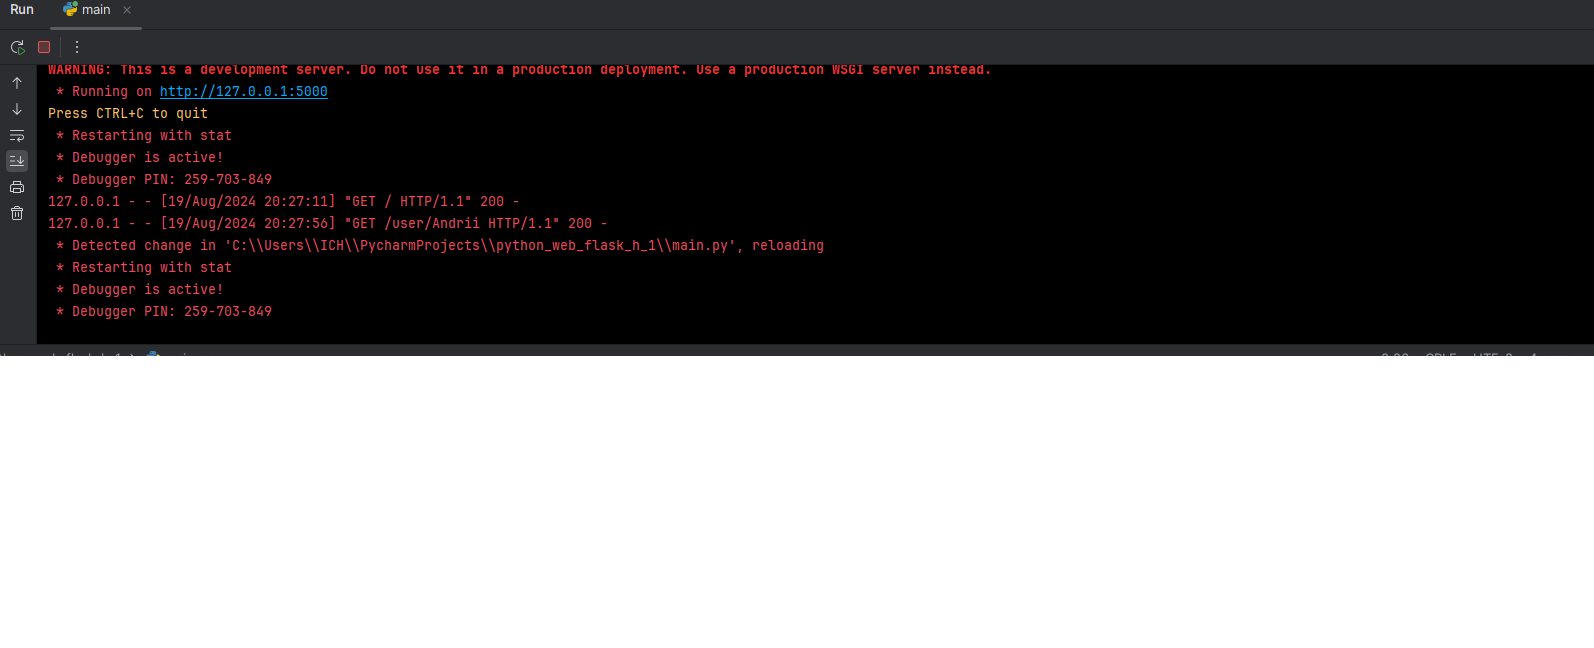 Run main
WARNING: This is a development server. Do not use it in a production deployment. Use a production WSGI server instead.
* Running on http://127.0.0.1:5000
Press CTRL+C to quit
* Restarting with stat
* Debugger is active!
* Debugger PIN: 259-703-849
127.0.0.1 - - [19/Aug/2024 20:27:11] "GET / HTTP/1.1" 200 -
127.0.0.1 - - [19/Aug/2024 20:27:56] "GET /user/Andrii HTTP/1.1" 200 -
* Detected change in 'C:\\Users\\ICH\\PycharmProjects\\python_web_flask_h_1\\main.py', reloading
* Restarting with stat
* Debugger is active!
* Debugger PIN: 259-703-849